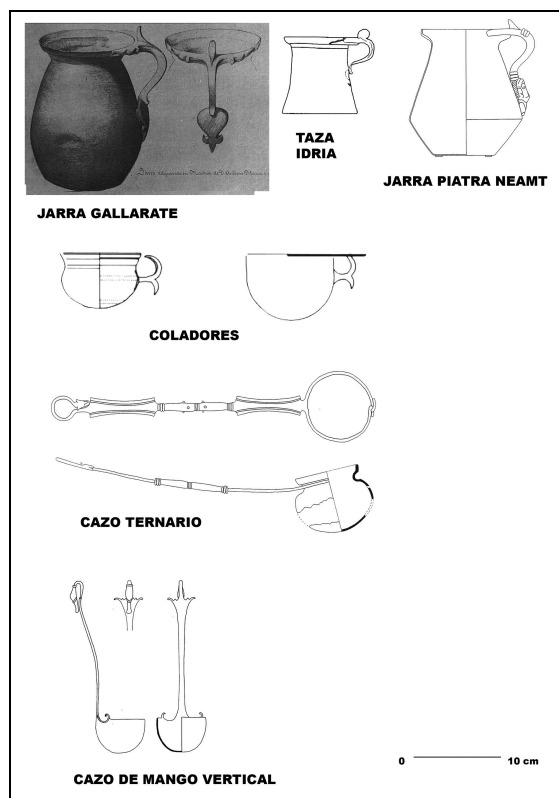 TAZA
IDRIA
JARRA PIATRA NEAMT
JARRA GALLARATE
COLADORES
CAZO TERNARIO
CAZO DE MANGO VERTICAL
0 10 cm